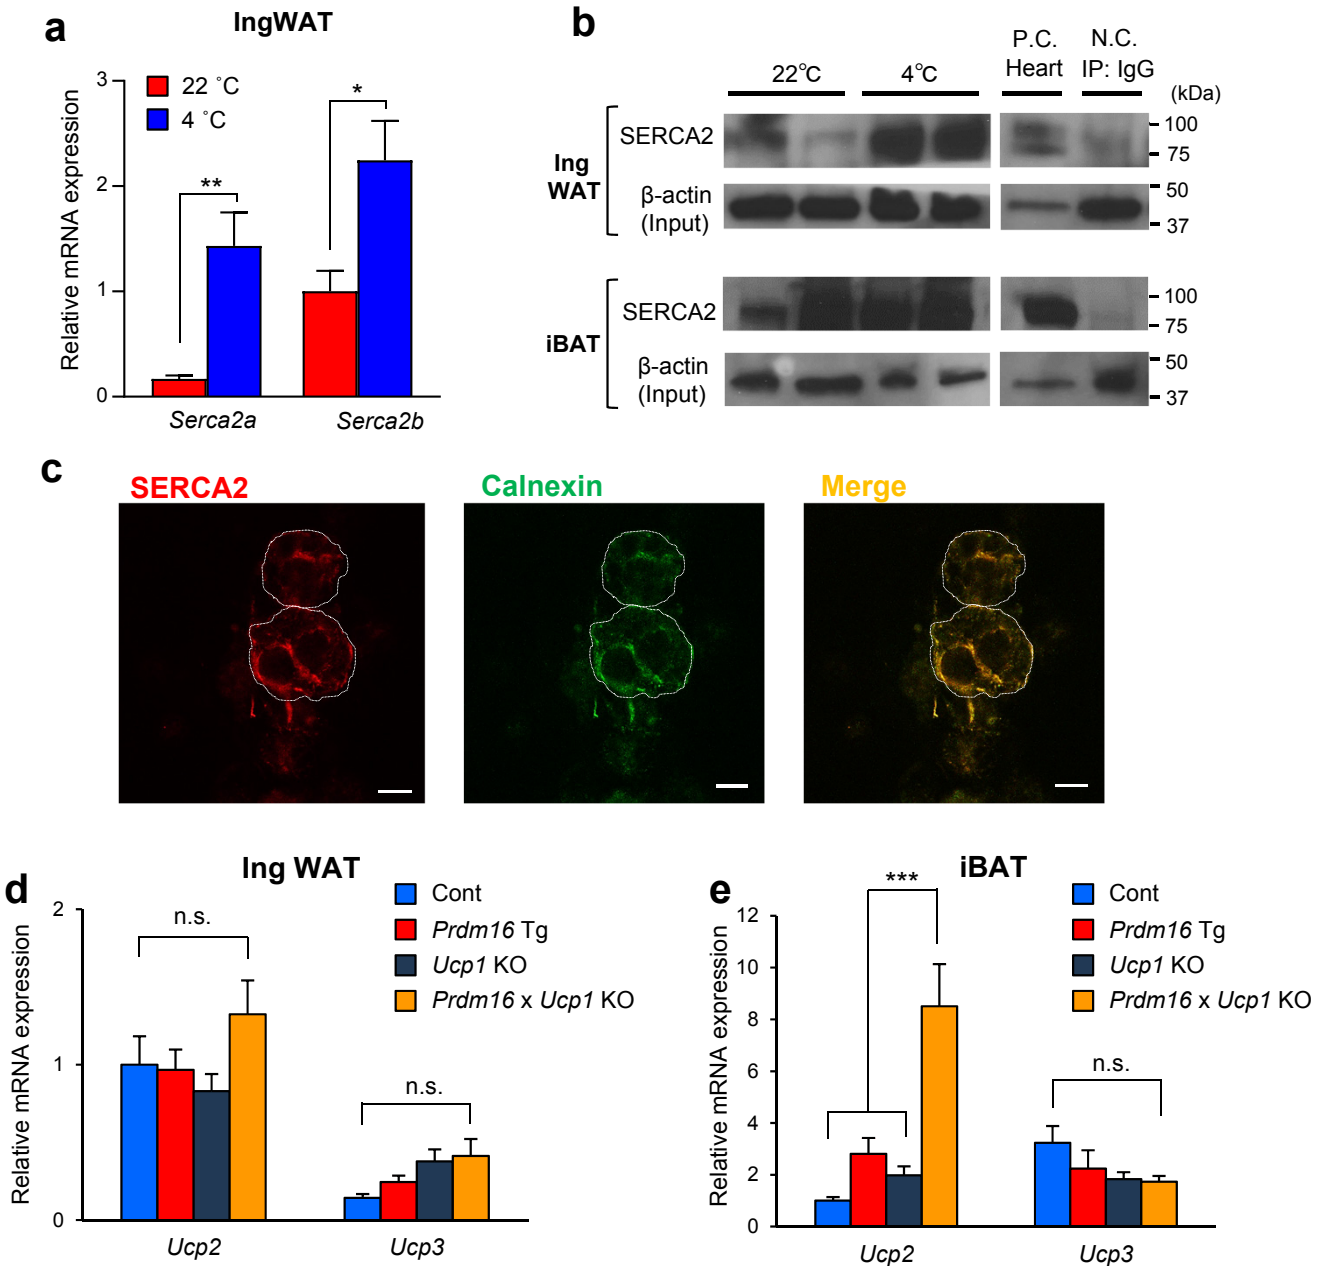 a
IngWAT
Relative mRNA expression
3
2
1
0
22 ˚C
4 ˚C
**
*
Serca2a
Serca2b
b
22℃
4℃
P.C.
Heart
N.C.
IP: IgG
(kDa)
Ing
WAT
SERCA2
100
75
β-actin
(Input)
50
37
iBAT
SERCA2
100
75
β-actin
(Input)
50
37
c
SERCA2
Calnexin
Merge
d
Ing WAT
Relative mRNA expression
2
1
0
n.s.
n.s.
Cont
Prdm16 Tg
Ucp1 KO
Prdm16 x Ucp1 KO
Ucp2
Ucp3
e
iBAT
Relative mRNA expression
12
10
8
6
4
2
0
***
n.s.
Cont
Prdm16 Tg
Ucp1 KO
Prdm16 x Ucp1 KO
Ucp2
Ucp3